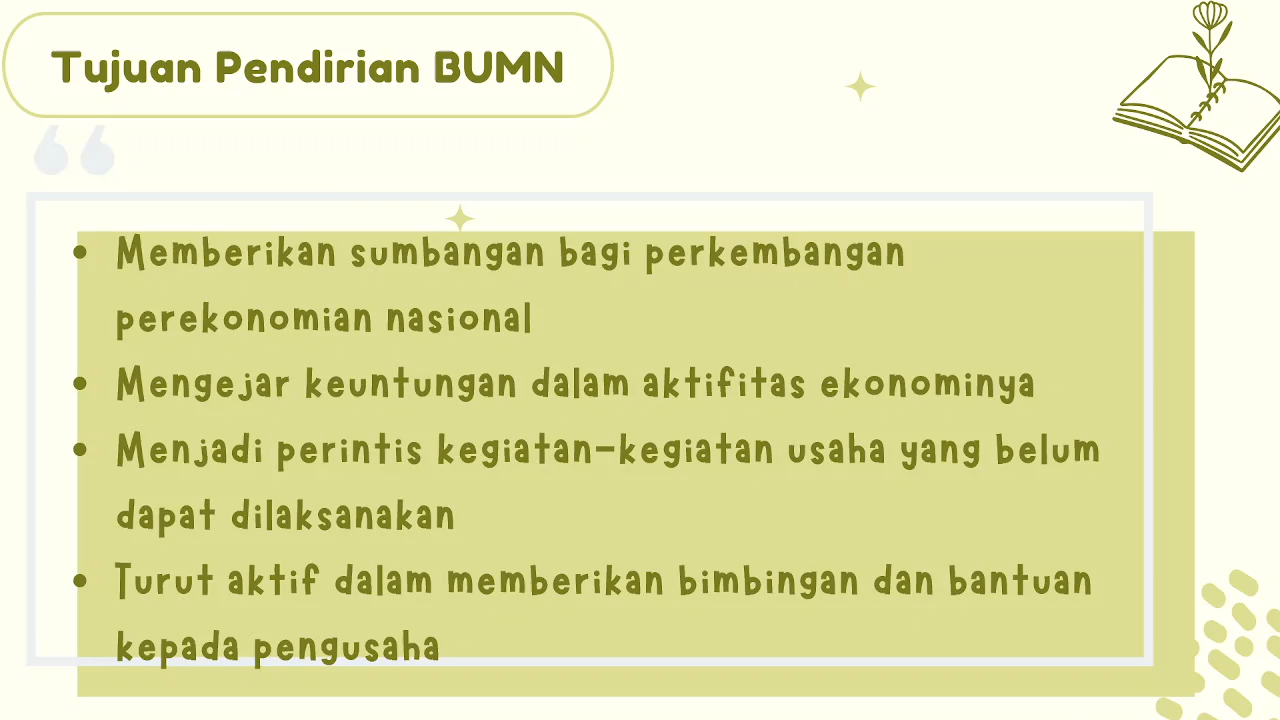 Tujuan Pendirian BUMN
• Memberikan sumbangan bagi perkembangan
perekonomian nasional
• Mengejar keuntungan dalam aktifitas ekonominya
• Menjadi perintis kegiatan-kegiatan usaha yang belum
dapat dilaksanakan
• Turut aktif dalam memberikan bimbingan dan bantuan
kepada pengusaha